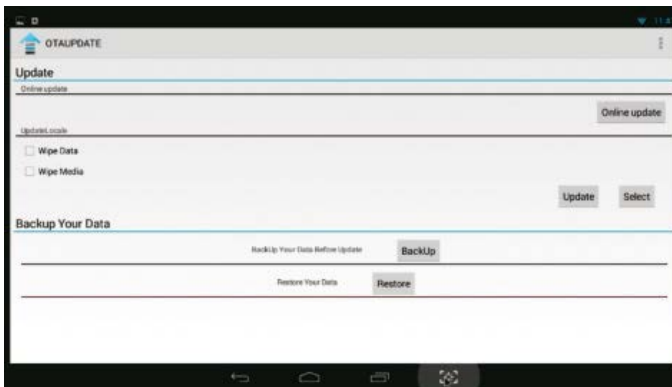 OTAUPDATE
Update
Online update
Online update
UpdateLocale
Wipe Data
Wipe Media
Update Select
Backup Your Data
BackUp Your Data Before Update BackUp
Restore Your Data Restore